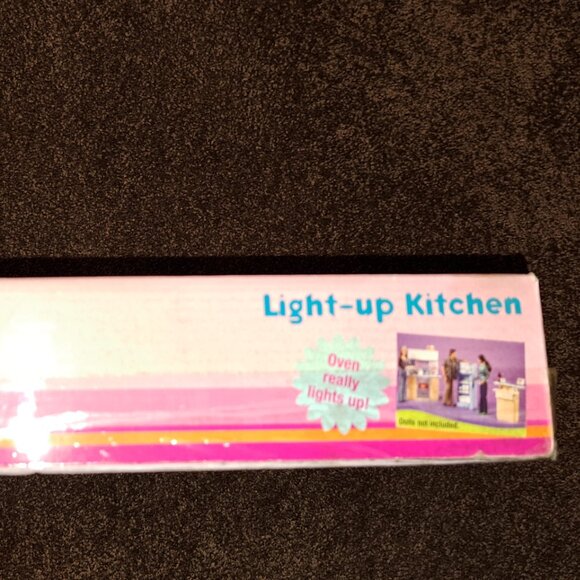 Light-up Kitchen
Oven
really
lights up!
Dolls not included.